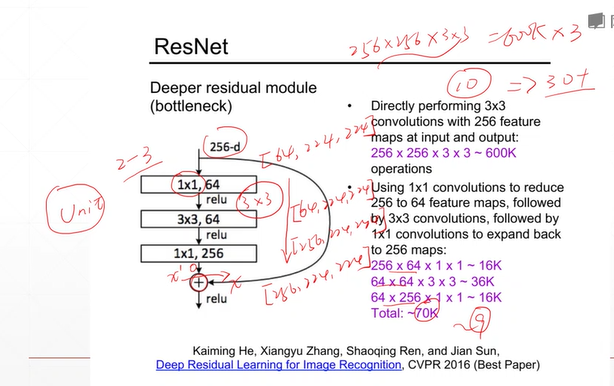 ResNet
256×256×3×3 = 600K × 3
10 => 30+
Deeper residual module
(bottleneck)
256-d
2-3
[64, 224, 224]
1x1, 64
relu
3×3
Unit
[64, 224, 224]
3x3, 64
relu
[256, 224, 224]
1x1, 256
x' x
relu
[256, 224, 224]
• Directly performing 3x3
convolutions with 256 feature
maps at input and output:
256 x 256 x 3 x 3 ~ 600K
operations
• Using 1x1 convolutions to reduce
256 to 64 feature maps, followed
by 3x3 convolutions, followed by
1x1 convolutions to expand back
to 256 maps:
256 x 64 x 1 x 1 ~ 16K
64 x 64 x 3 x 3 ~ 36K
64 x 256 x 1 x 1 ~ 16K
Total: ~70K
~9
Kaiming He, Xiangyu Zhang, Shaoqing Ren, and Jian Sun,
Deep Residual Learning for Image Recognition, CVPR 2016 (Best Paper)